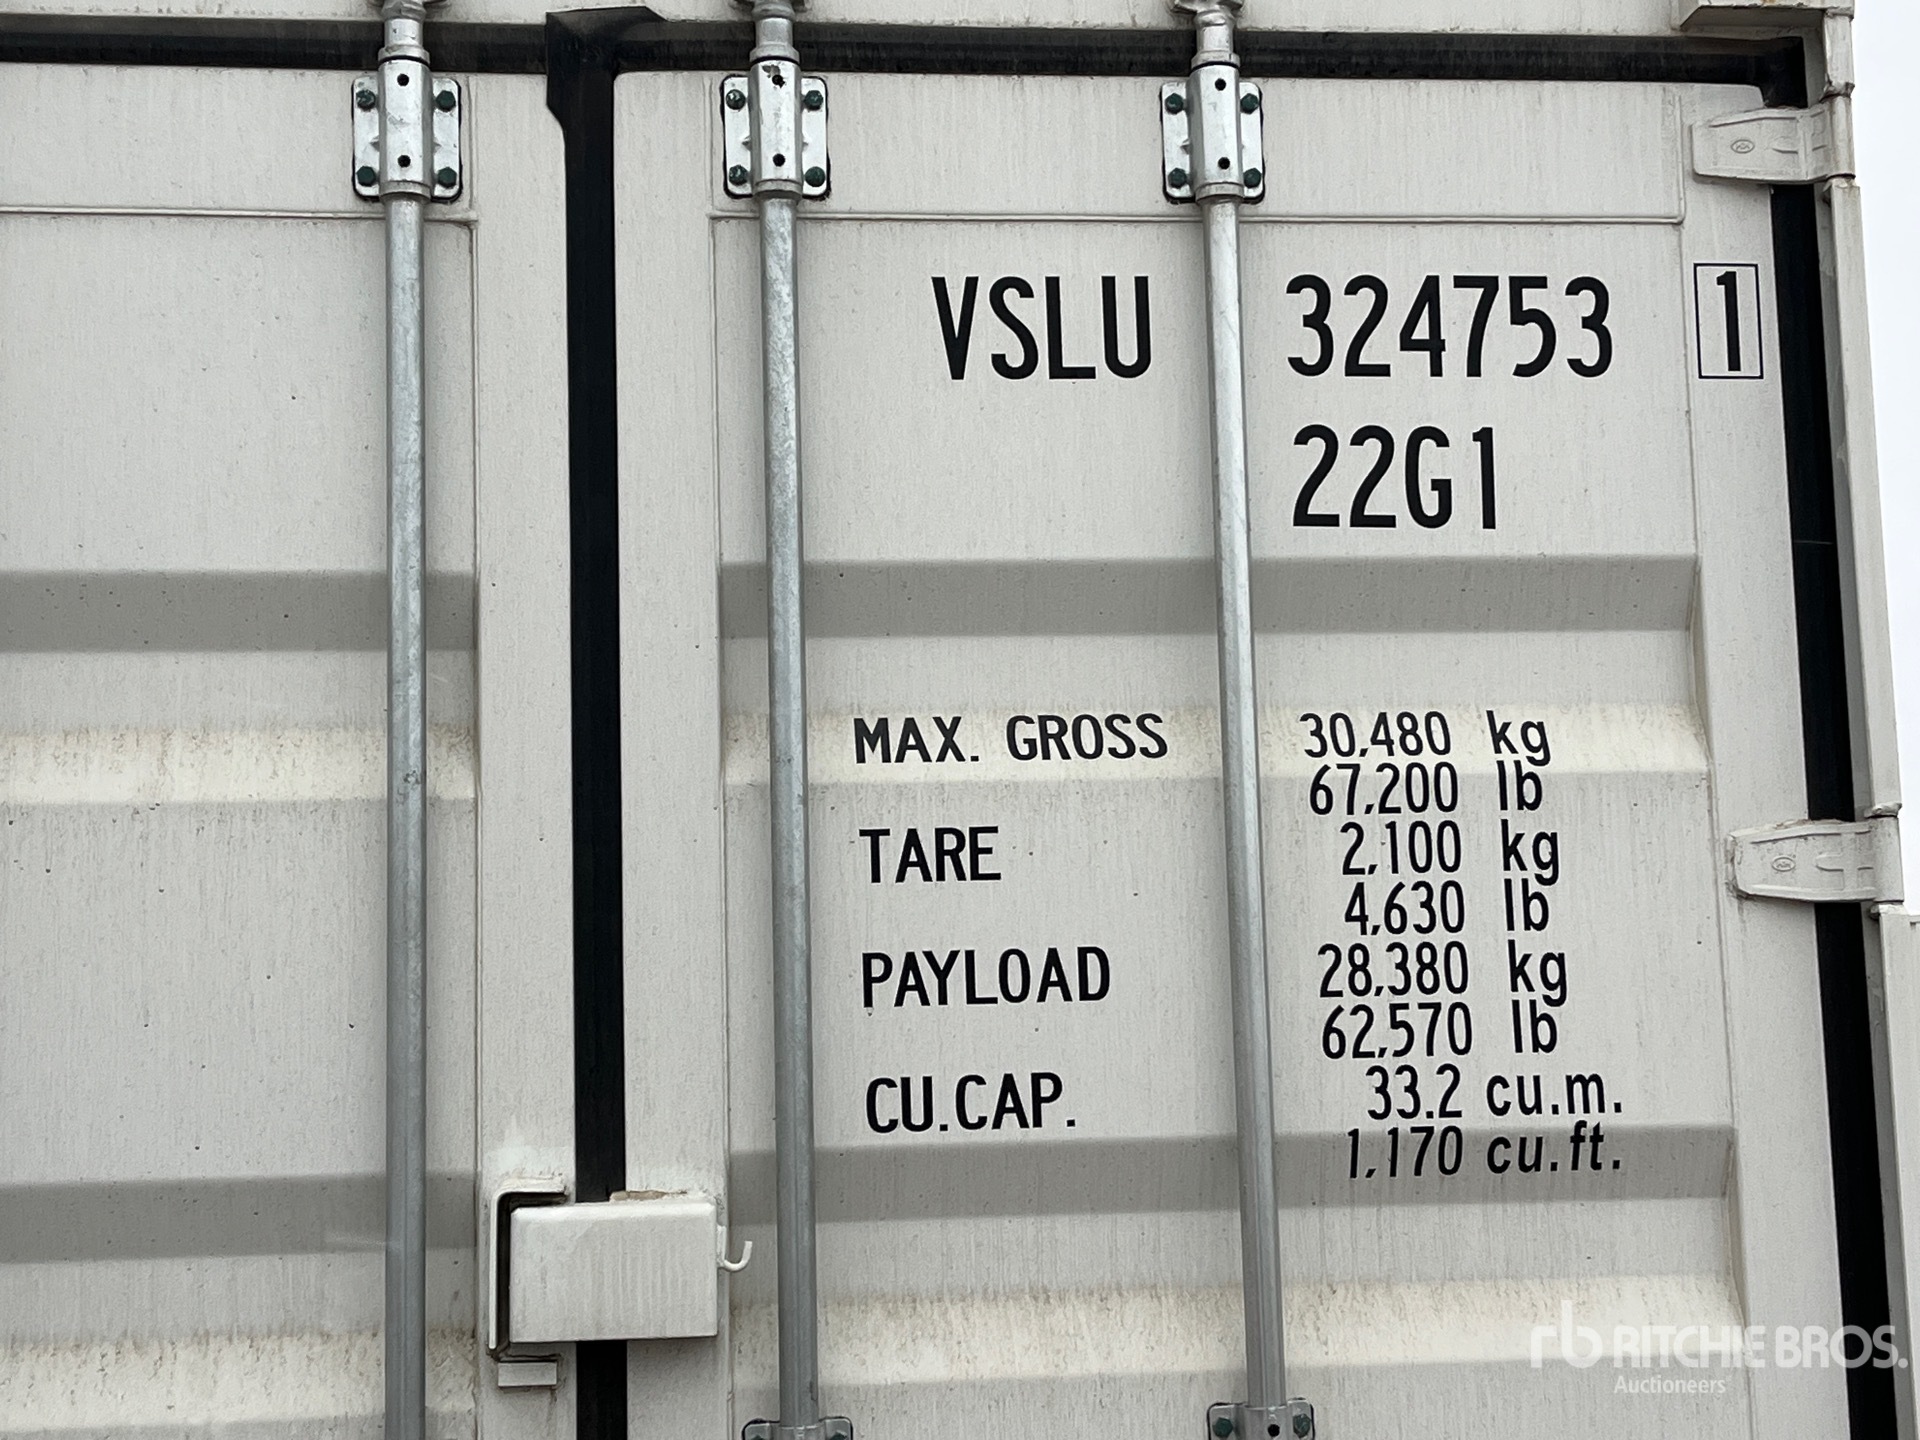 VSLU 324753 1
22G1
MAX. GROSS 30,480 kg
67,200 lb
TARE 2,100 kg
4,630 lb
PAYLOAD 28,380 kg
62,570 lb
CU.CAP. 33.2 cu.m.
1,170 cu.ft.
rb RITCHIE BROS.
Auctioneers